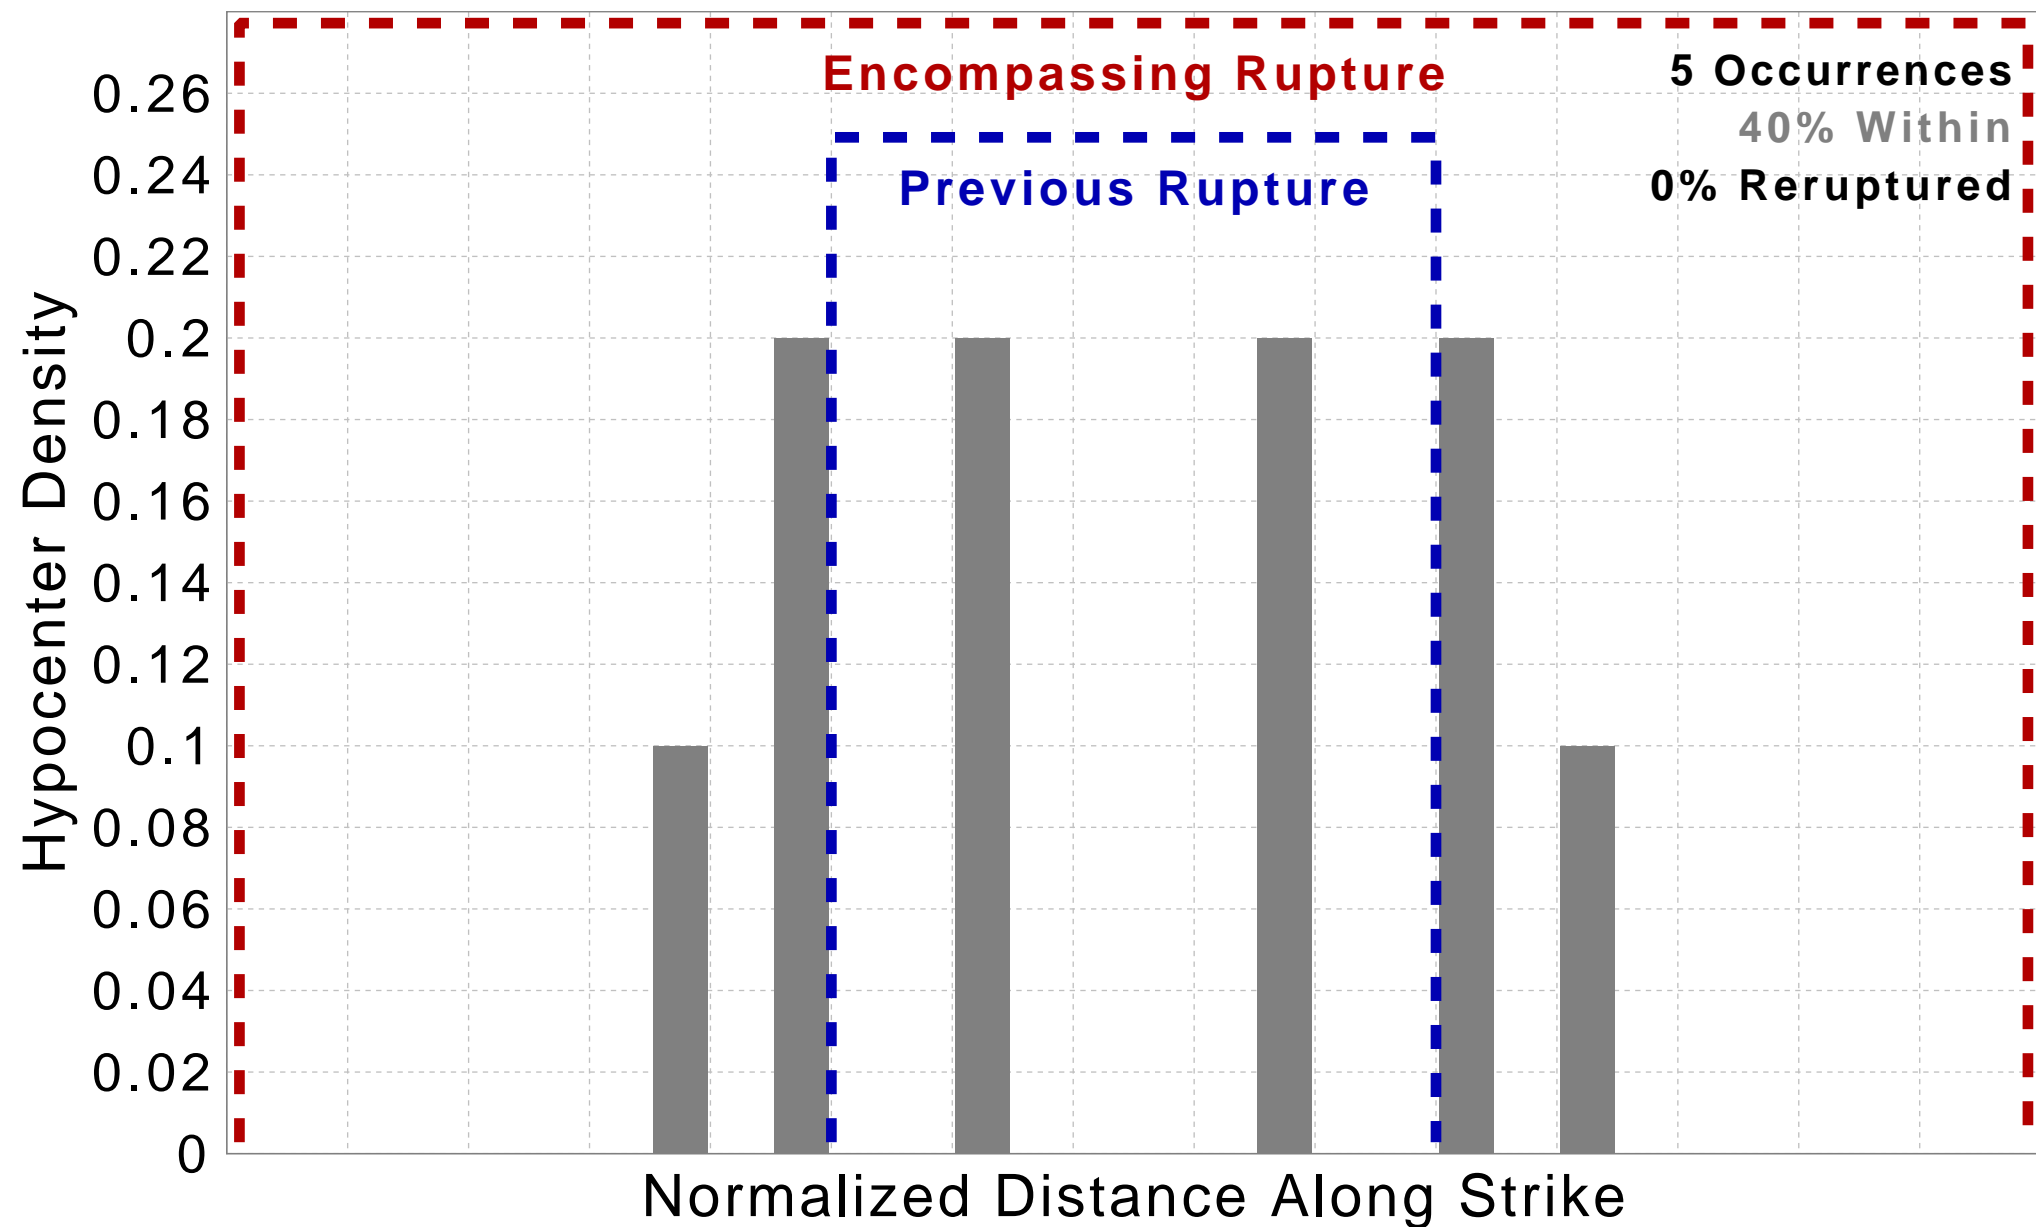 Encompassing Rupture
5 Occurrences
40% Within
Previous Rupture
0% Reruptured
Hypocenter Density
0.26
0.24
0.22
0.2
0.18
0.16
0.14
0.12
0.1
0.08
0.06
0.04
0.02
0
Normalized Distance Along Strike